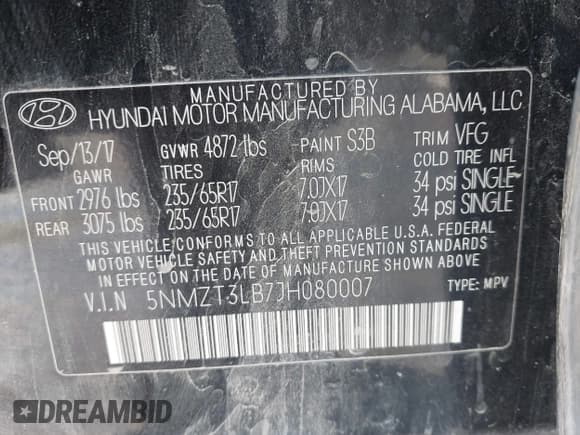 MANUFACTURED BY
HYUNDAI MOTOR MANUFACTURING ALABAMA, LLC
Sep/13/17 GVWR 4872 lbs PAINT S3B TRIM VFG
GAWR TIRES RIMS COLD TIRE INFL
FRONT 2976 lbs 235/65R17 7.0JX17 34 psi SINGLE
REAR 3075 lbs 235/65R17 7.0JX17 34 psi SINGLE
THIS VEHICLE CONFORMS TO ALL APPLICABLE U.S.A. FEDERAL
MOTOR VEHICLE SAFETY AND THEFT PREVENTION STANDARDS
IN EFFECT ON THE DATE OF MANUFACTURE SHOWN ABOVE.
V.I.N 5NMZT3LB7JH080007 TYPE: MPV
DREAMBID